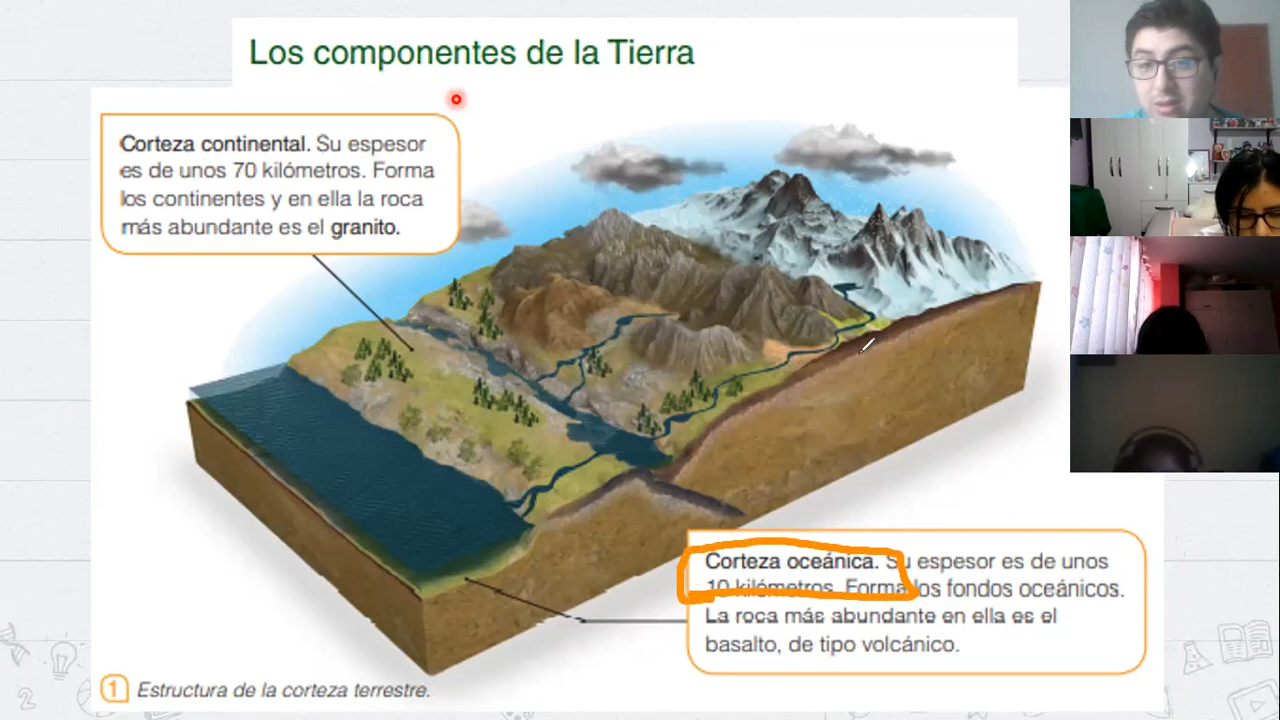 Los componentes de la Tierra
Corteza continental. Su espesor
es de unos 70 kilómetros. Forma
los continentes y en ella la roca
más abundante es el granito.
Corteza oceánica. Su espesor es de unos
10 kilómetros. Forma los fondos oceánicos.
La roca más abundante en ella es el
basalto, de tipo volcánico.
1 Estructura de la corteza terrestre.